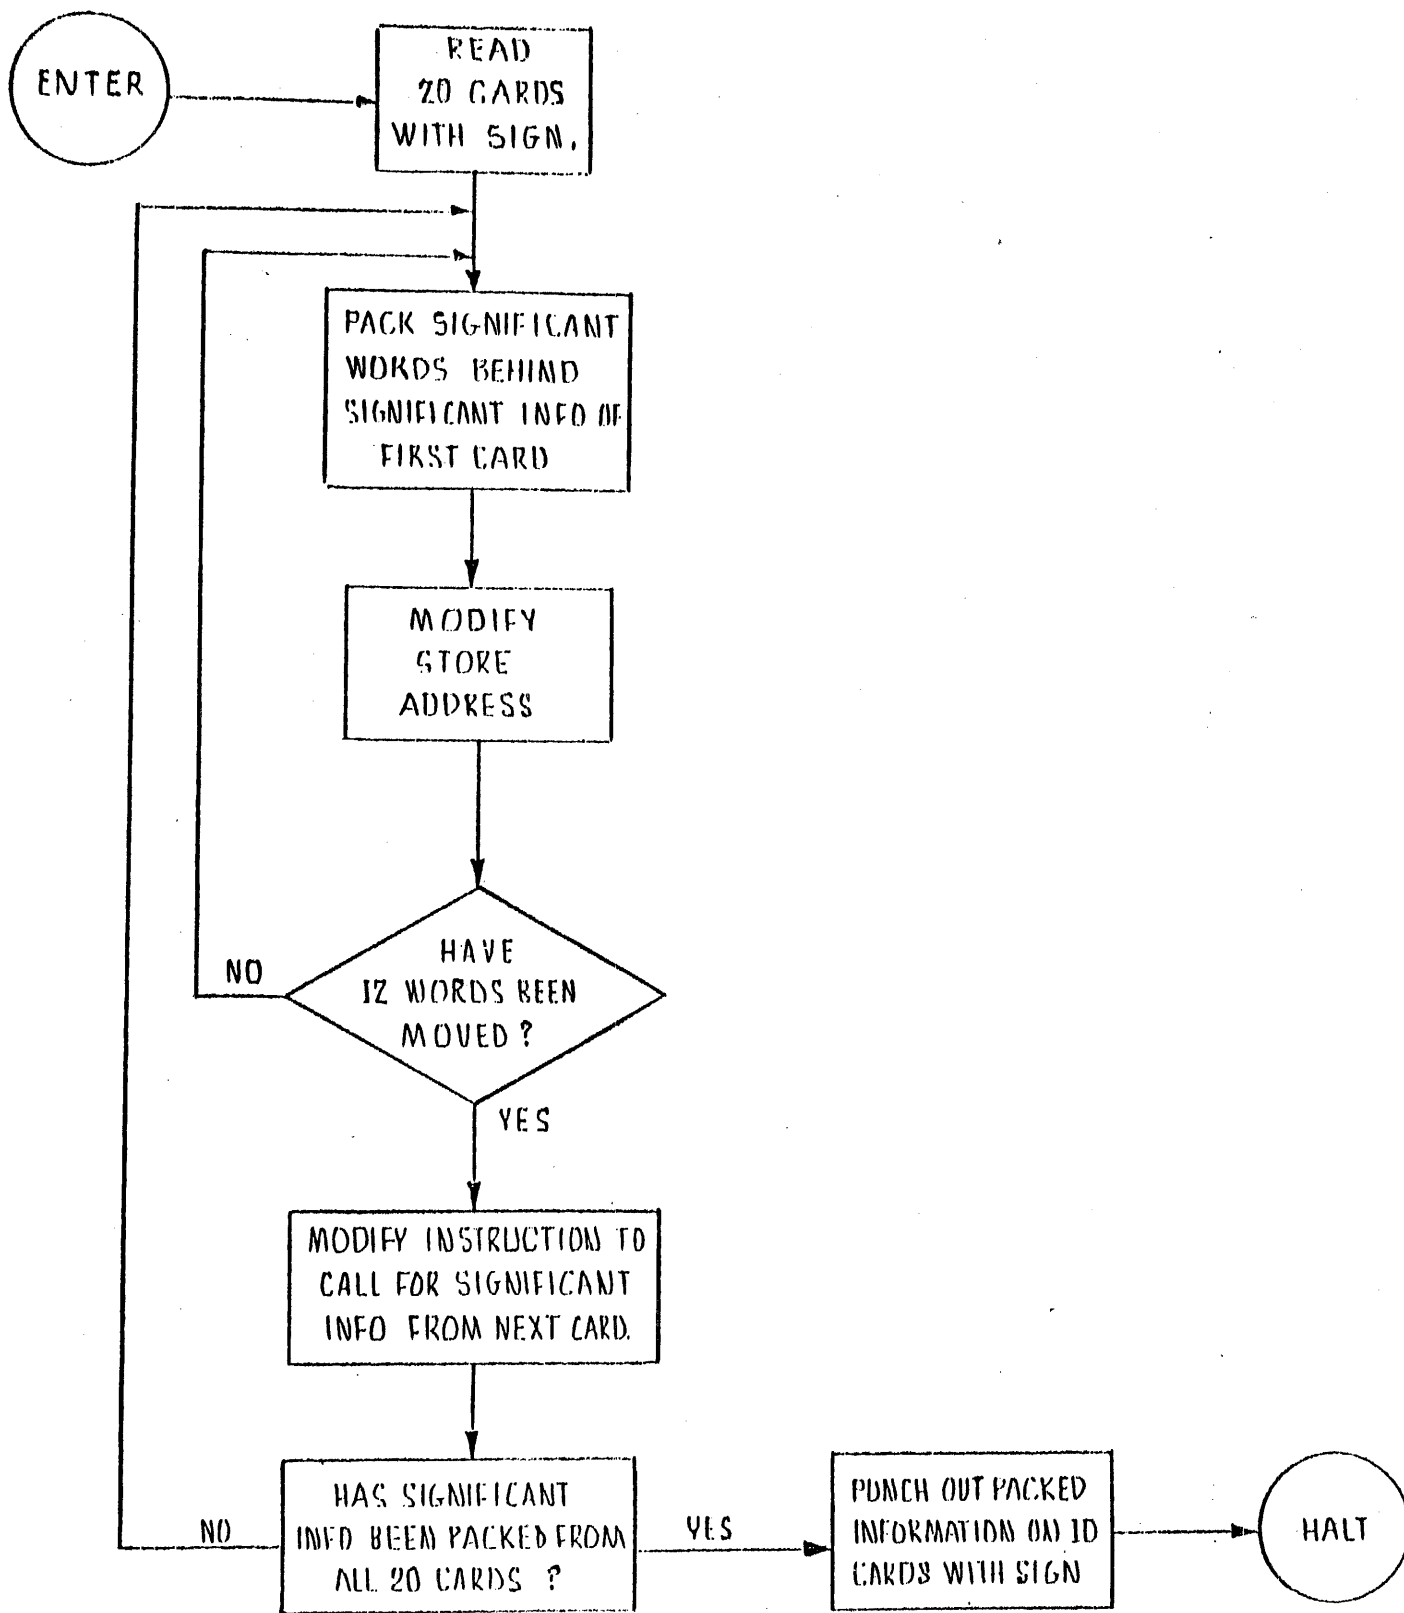 ENTER
READ
20 CARDS
WITH SIGN.
PACK SIGNIFICANT
WORDS BEHIND
SIGNIFICANT INFO OF
FIRST CARD
MODIFY
STORE
ADDRESS
HAVE
12 WORDS BEEN
MOVED?
NO
YES
MODIFY INSTRUCTION TO
CALL FOR SIGNIFICANT
INFO FROM NEXT CARD.
HAS SIGNIFICANT
INFO BEEN PACKED FROM
ALL 20 CARDS ?
NO
YES
PUNCH OUT PACKED
INFORMATION ON 10
CARDS WITH SIGN
HALT